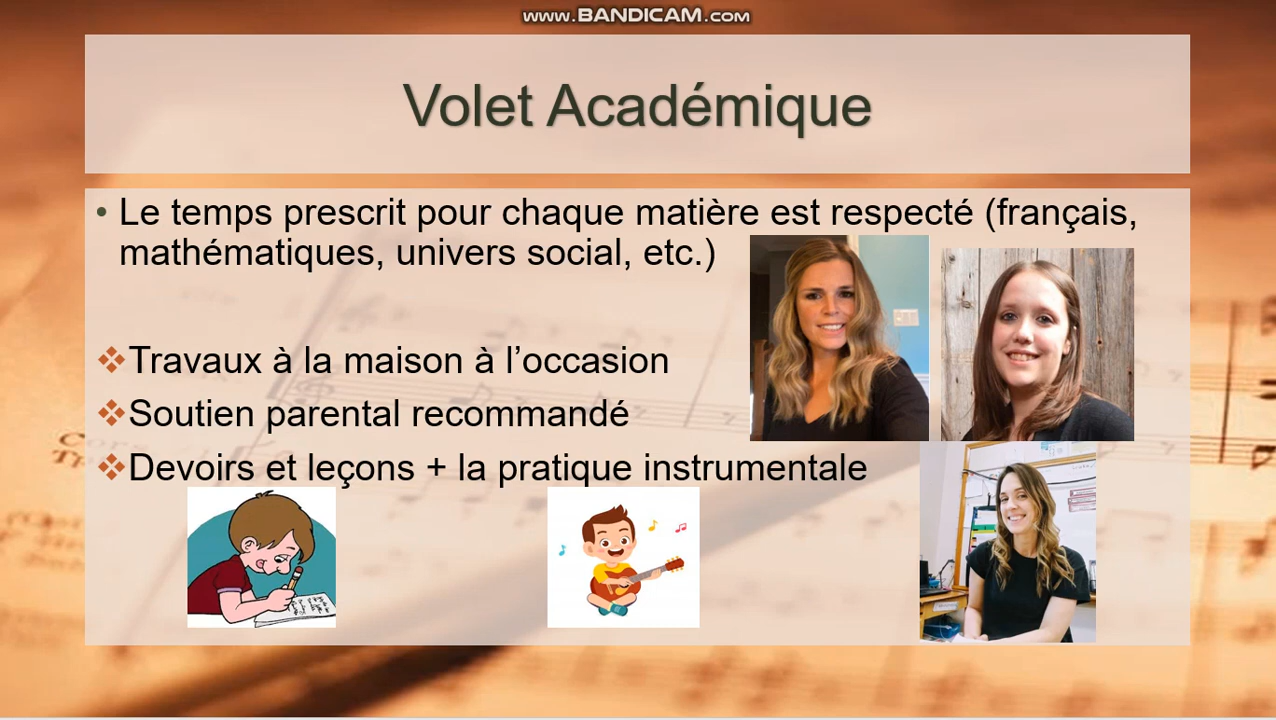 www.BANDICAM.com
Volet Académique
• Le temps prescrit pour chaque matière est respecté (français,
mathématiques, univers social, etc.)
❖Travaux à la maison à l’occasion
❖Soutien parental recommandé
❖Devoirs et leçons + la pratique instrumentale